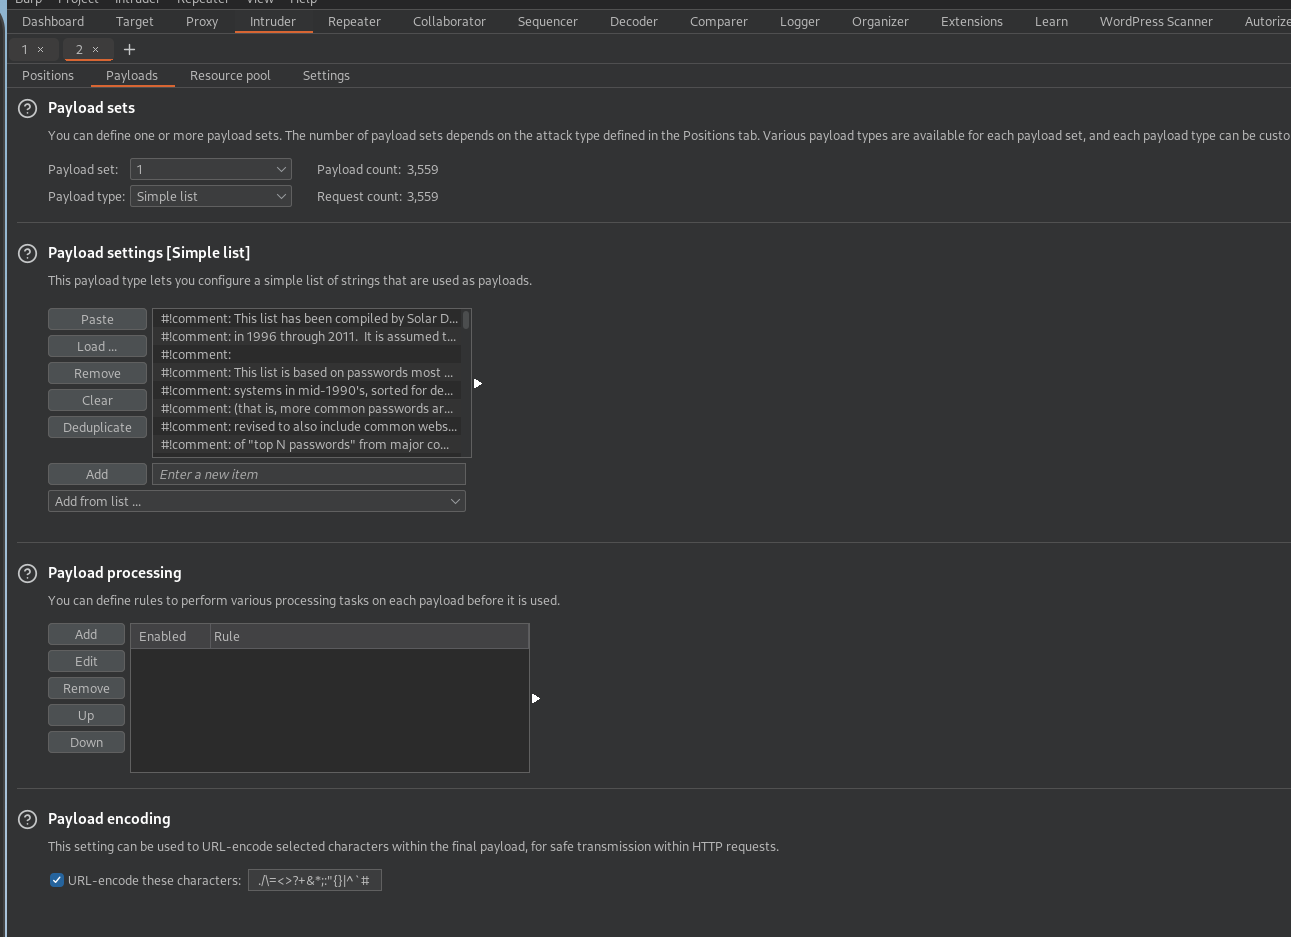 Burp Project Intruder Repeater View Help
Dashboard Target Proxy Intruder Repeater Collaborator Sequencer Decoder Comparer Logger Organizer Extensions Learn WordPress Scanner Autorize
1 × 2 × +
Positions Payloads Resource pool Settings
? Payload sets
You can define one or more payload sets. The number of payload sets depends on the attack type defined in the Positions tab. Various payload types are available for each payload set, and each payload type can be custo
Payload set: 1 Payload count: 3,559
Payload type: Simple list Request count: 3,559
? Payload settings [Simple list]
This payload type lets you configure a simple list of strings that are used as payloads.
Paste
Load ...
Remove
Clear
Deduplicate
#!comment: This list has been compiled by Solar D...
#!comment: in 1996 through 2011.  It is assumed t...
#!comment:
#!comment: This list is based on passwords most ...
#!comment: systems in mid-1990's, sorted for de...
#!comment: (that is, more common passwords ar...
#!comment: revised to also include common webs...
#!comment: of "top N passwords" from major co...
Add Enter a new item
Add from list ...
? Payload processing
You can define rules to perform various processing tasks on each payload before it is used.
Add
Edit
Remove
Up
Down
Enabled Rule
? Payload encoding
This setting can be used to URL-encode selected characters within the final payload, for safe transmission within HTTP requests.
URL-encode these characters: ./\=<>?+&*;:"{}|^`#